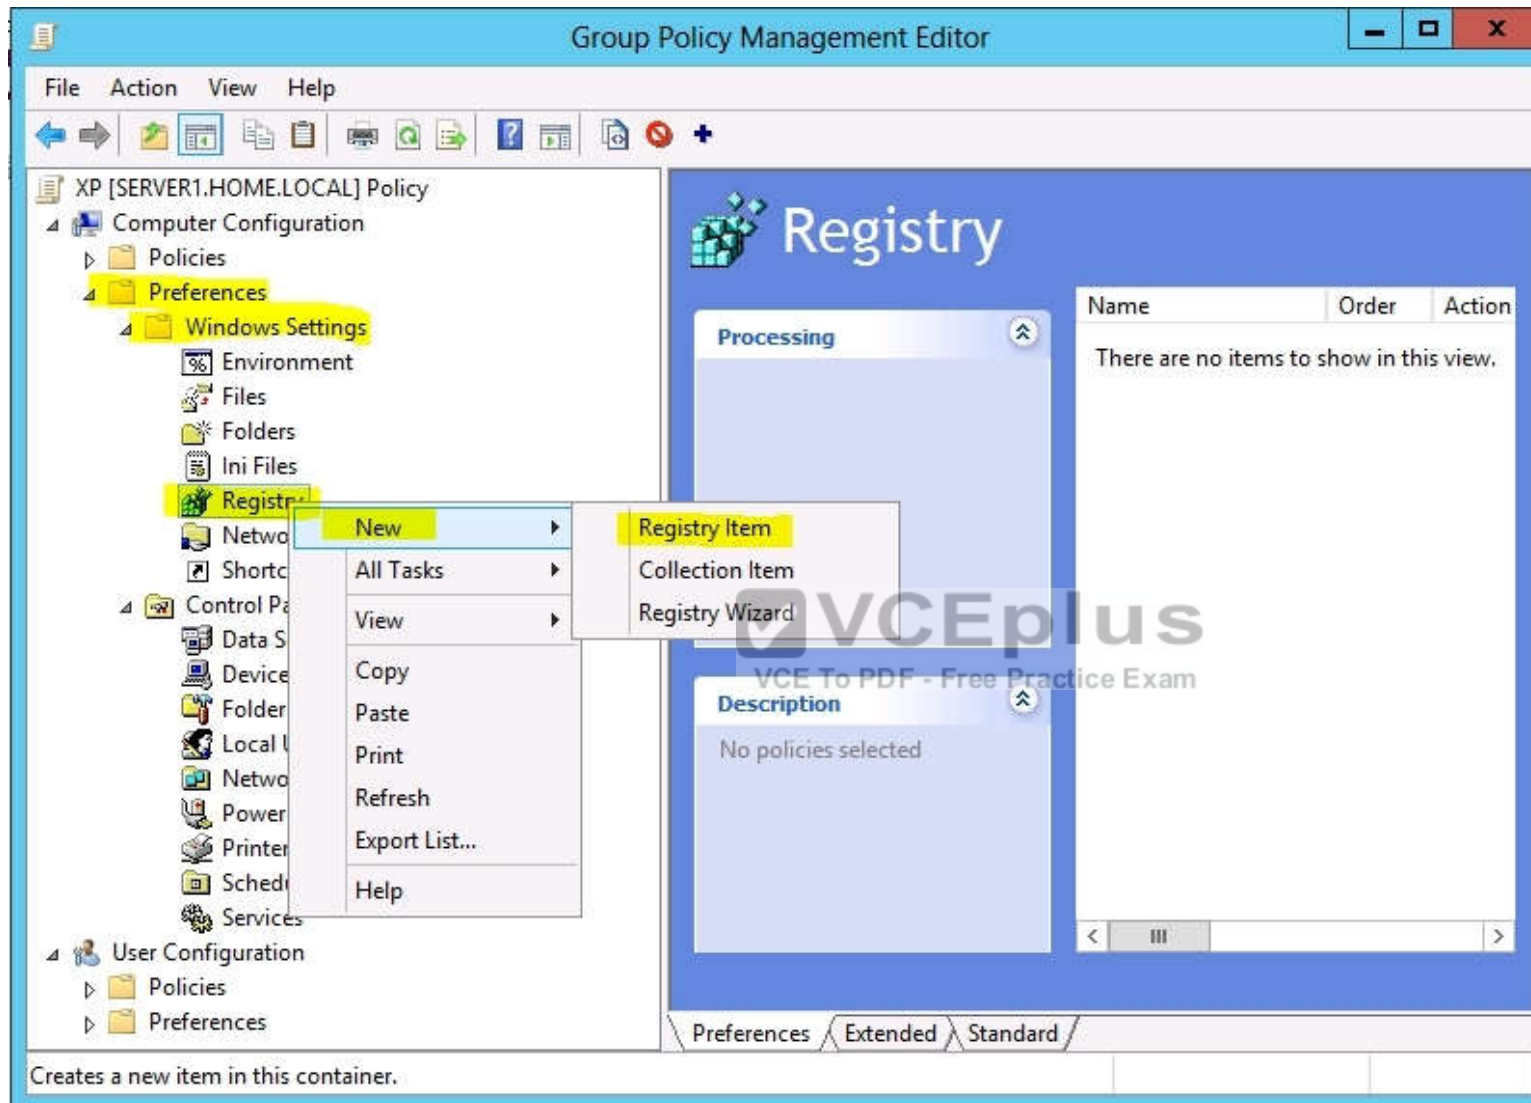 Group Policy Management Editor
File Action View Help
XP [SERVER1.HOME.LOCAL] Policy
Computer Configuration
Policies
Preferences
Windows Settings
Environment
Files
Folders
Ini Files
Registry
Netwo
Shortc
Control Pa
Data S
Device
Folder
Local U
Netwo
Power
Printer
Schedu
Services
User Configuration
Policies
Preferences
New
All Tasks
View
Copy
Paste
Print
Refresh
Export List...
Help
Registry Item
Collection Item
Registry Wizard
Registry
Processing
Description
No policies selected
Name Order Action
There are no items to show in this view.
VCEplus
VCE To PDF - Free Practice Exam
Preferences Extended Standard
Creates a new item in this container.